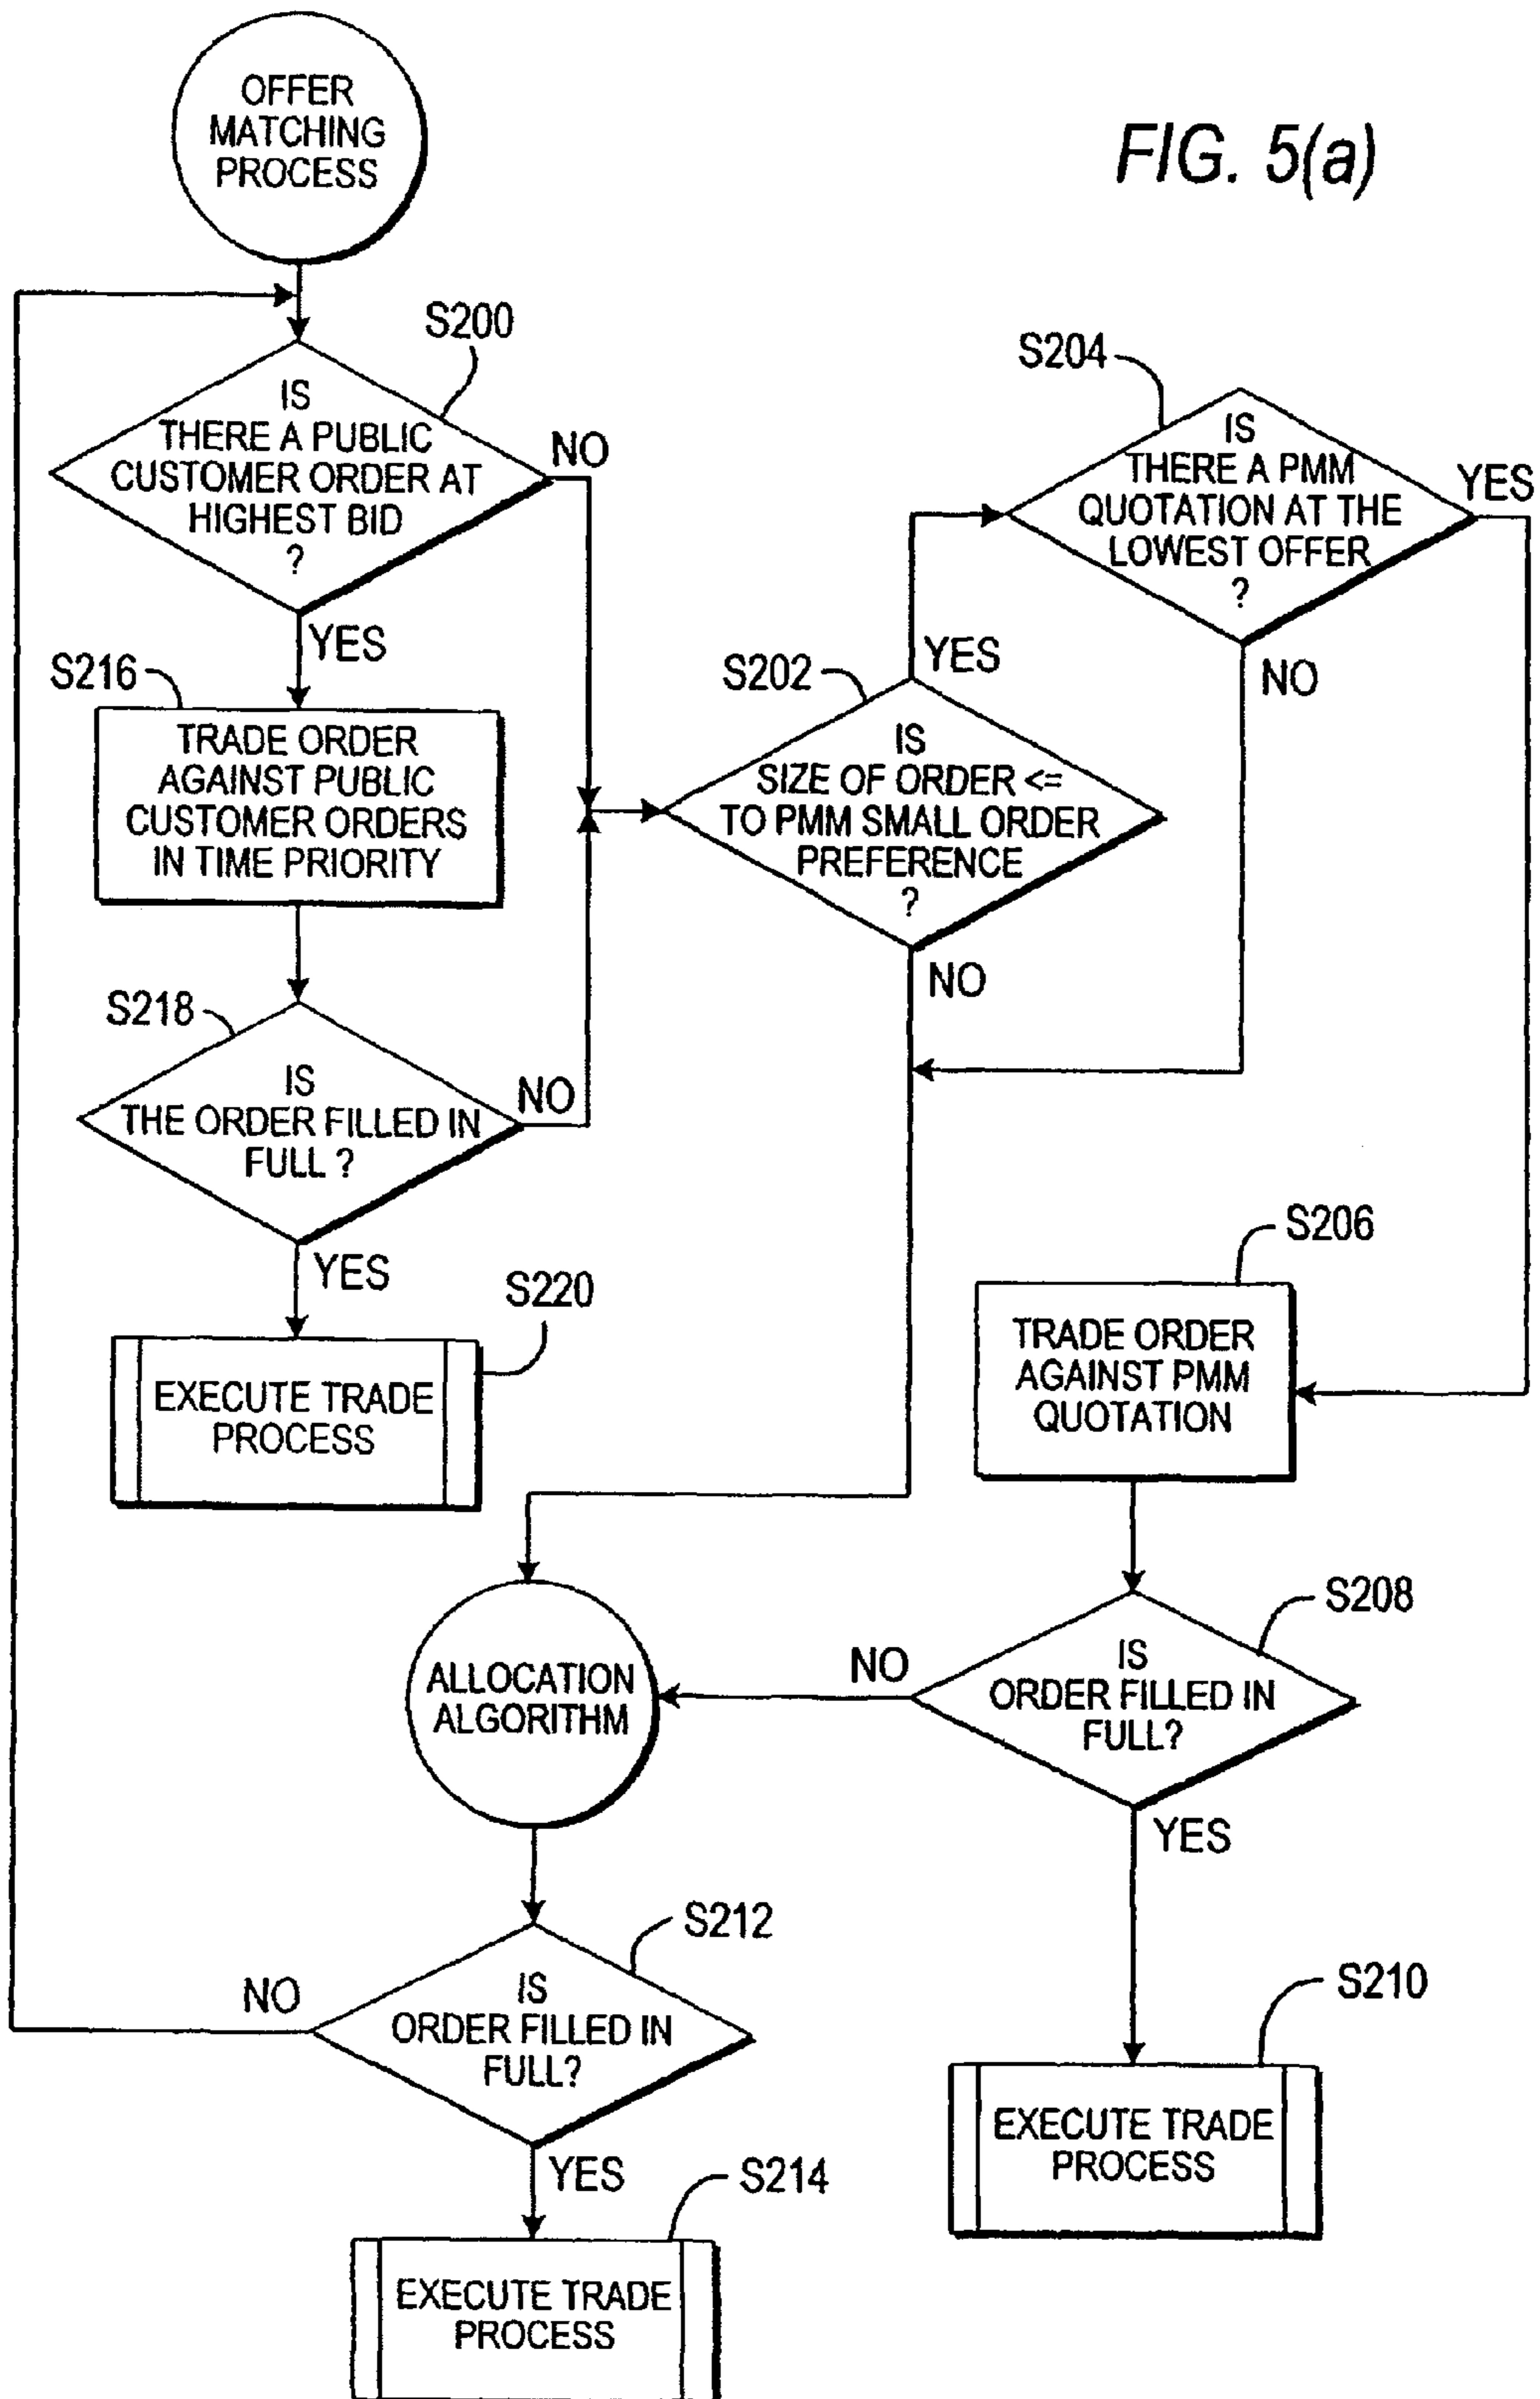 OFFER
MATCHING
PROCESS
FIG. 5(a)
S200
IS
THERE A PUBLIC
CUSTOMER ORDER AT
HIGHEST BID
?
NO
YES
S204
IS
THERE A PMM
QUOTATION AT THE
LOWEST OFFER
?
YES
NO
S216
TRADE ORDER
AGAINST PUBLIC
CUSTOMER ORDERS
IN TIME PRIORITY
S202
YES
IS
SIZE OF ORDER <=
TO PMM SMALL ORDER
PREFERENCE
?
NO
S218
IS
THE ORDER FILLED IN
FULL ?
NO
YES
S220
EXECUTE TRADE
PROCESS
S206
TRADE ORDER
AGAINST PMM
QUOTATION
S208
IS
ORDER FILLED IN
FULL?
NO
YES
ALLOCATION
ALGORITHM
S212
IS
ORDER FILLED IN
FULL?
NO
YES
S210
EXECUTE TRADE
PROCESS
S214
EXECUTE TRADE
PROCESS